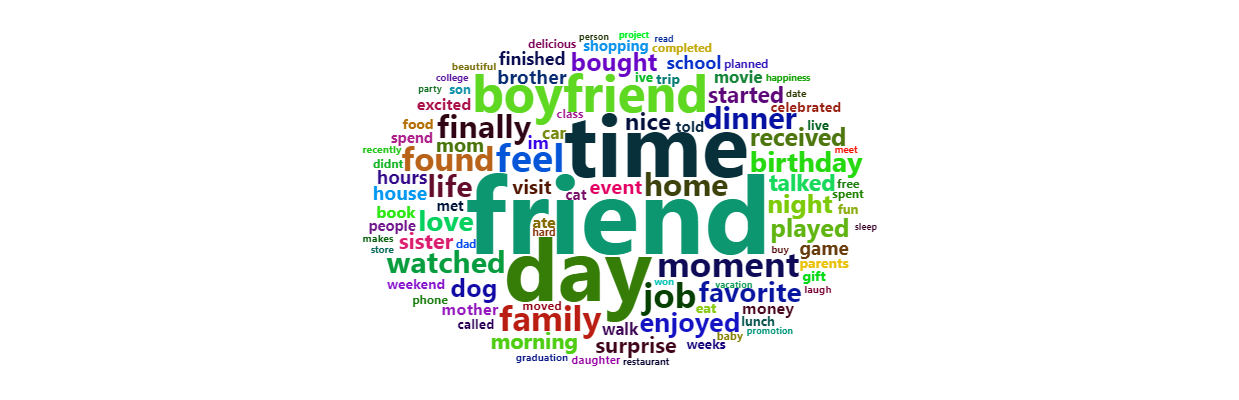 person project read
delicious shopping completed
finished bought school planned
beautiful brother ive trip movie happiness
college boyfriend started date
party son class celebrated
excited finally nice told dinner live
food car time received
spend mom im birthday meet
recently found feel talked free
didnt hours life visit cat event home spent
house met night fun
book love friend played sleep
people ate hard
makes sister dad buy game
store watched day moment parents
weekend dog job won vacation favorite gift laugh
phone mother moved eat money
called family walk enjoyed lunch promotion
morning surprise weeks baby
graduation daughter restaurant